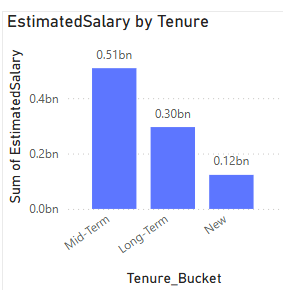 EstimatedSalary by Tenure
Sum of EstimatedSalary
0.4bn
0.2bn
0.0bn
0.51bn
0.30bn
0.12bn
Mid-Term
Long-Term
New
Tenure_Bucket